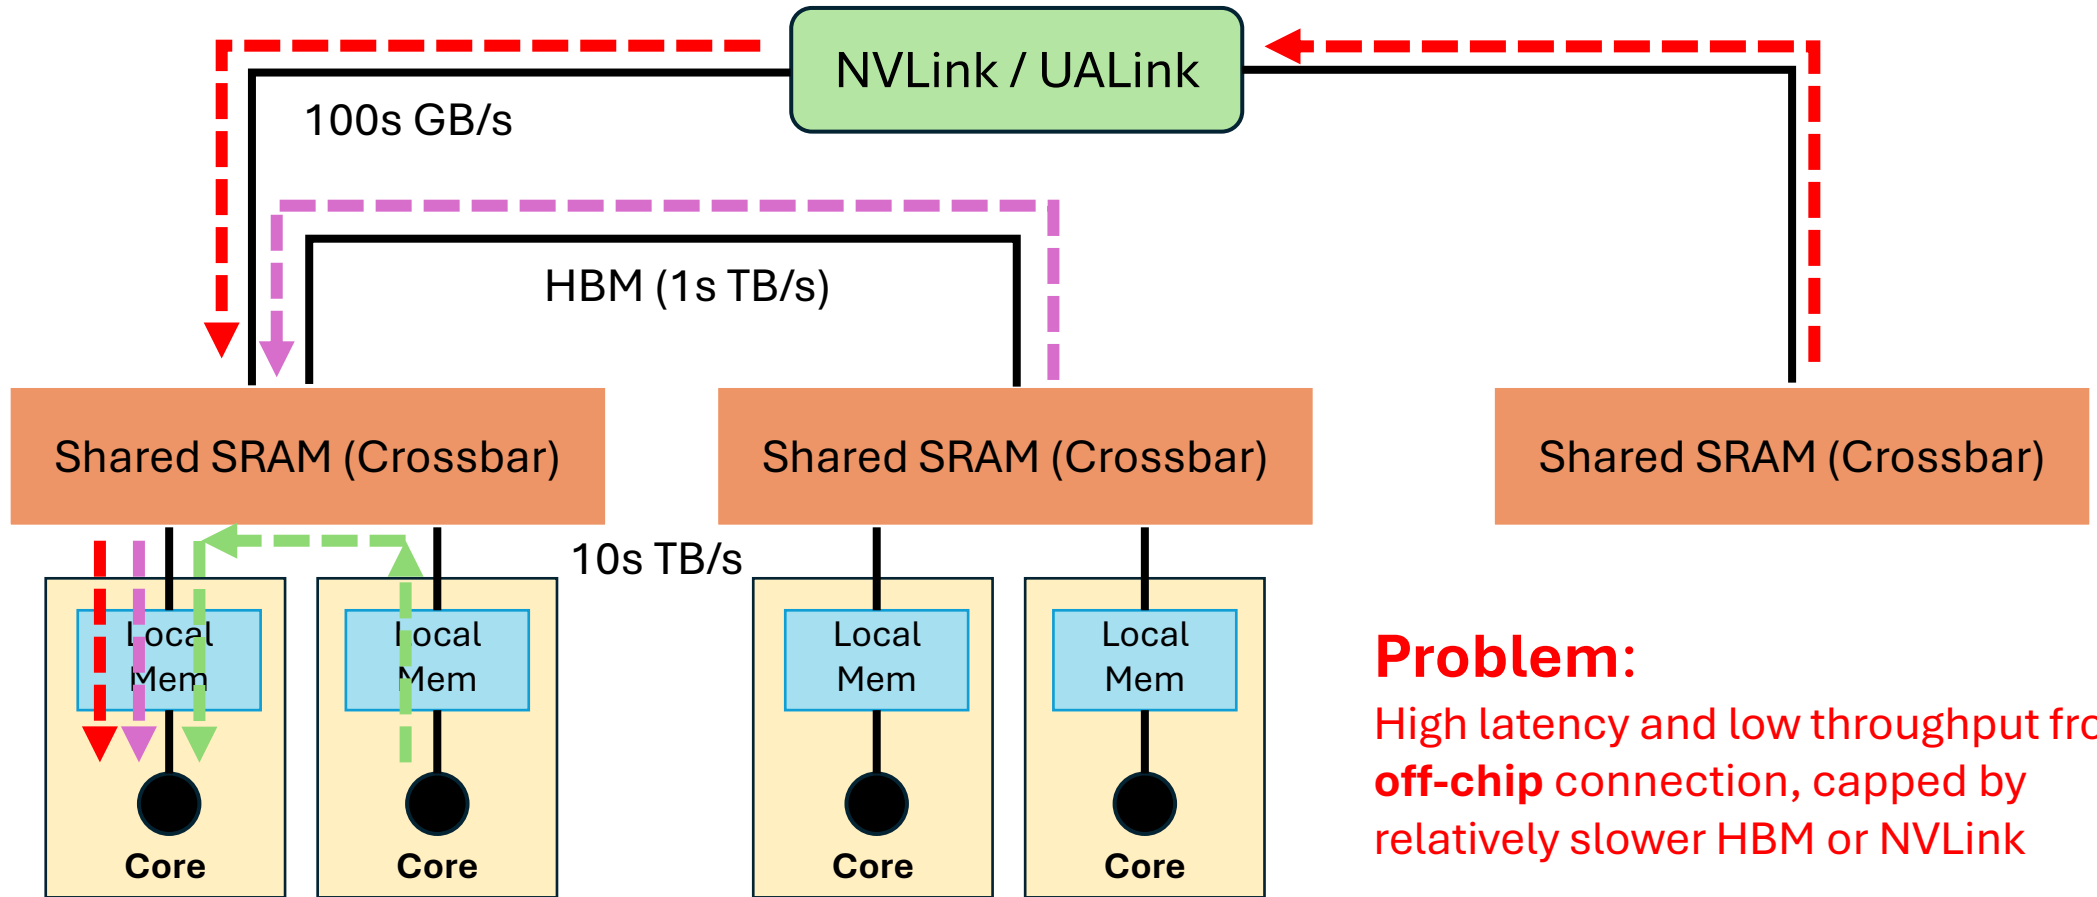 NVLink / UALink
100s GB/s
HBM (1s TB/s)
Shared SRAM (Crossbar)
Shared SRAM (Crossbar)
Shared SRAM (Crossbar)
10s TB/s
Local
Mem
Local
Mem
Local
Mem
Local
Mem
Core
Core
Core
Core
Problem:
High latency and low throughput fro
off-chip connection, capped by
relatively slower HBM or NVLink